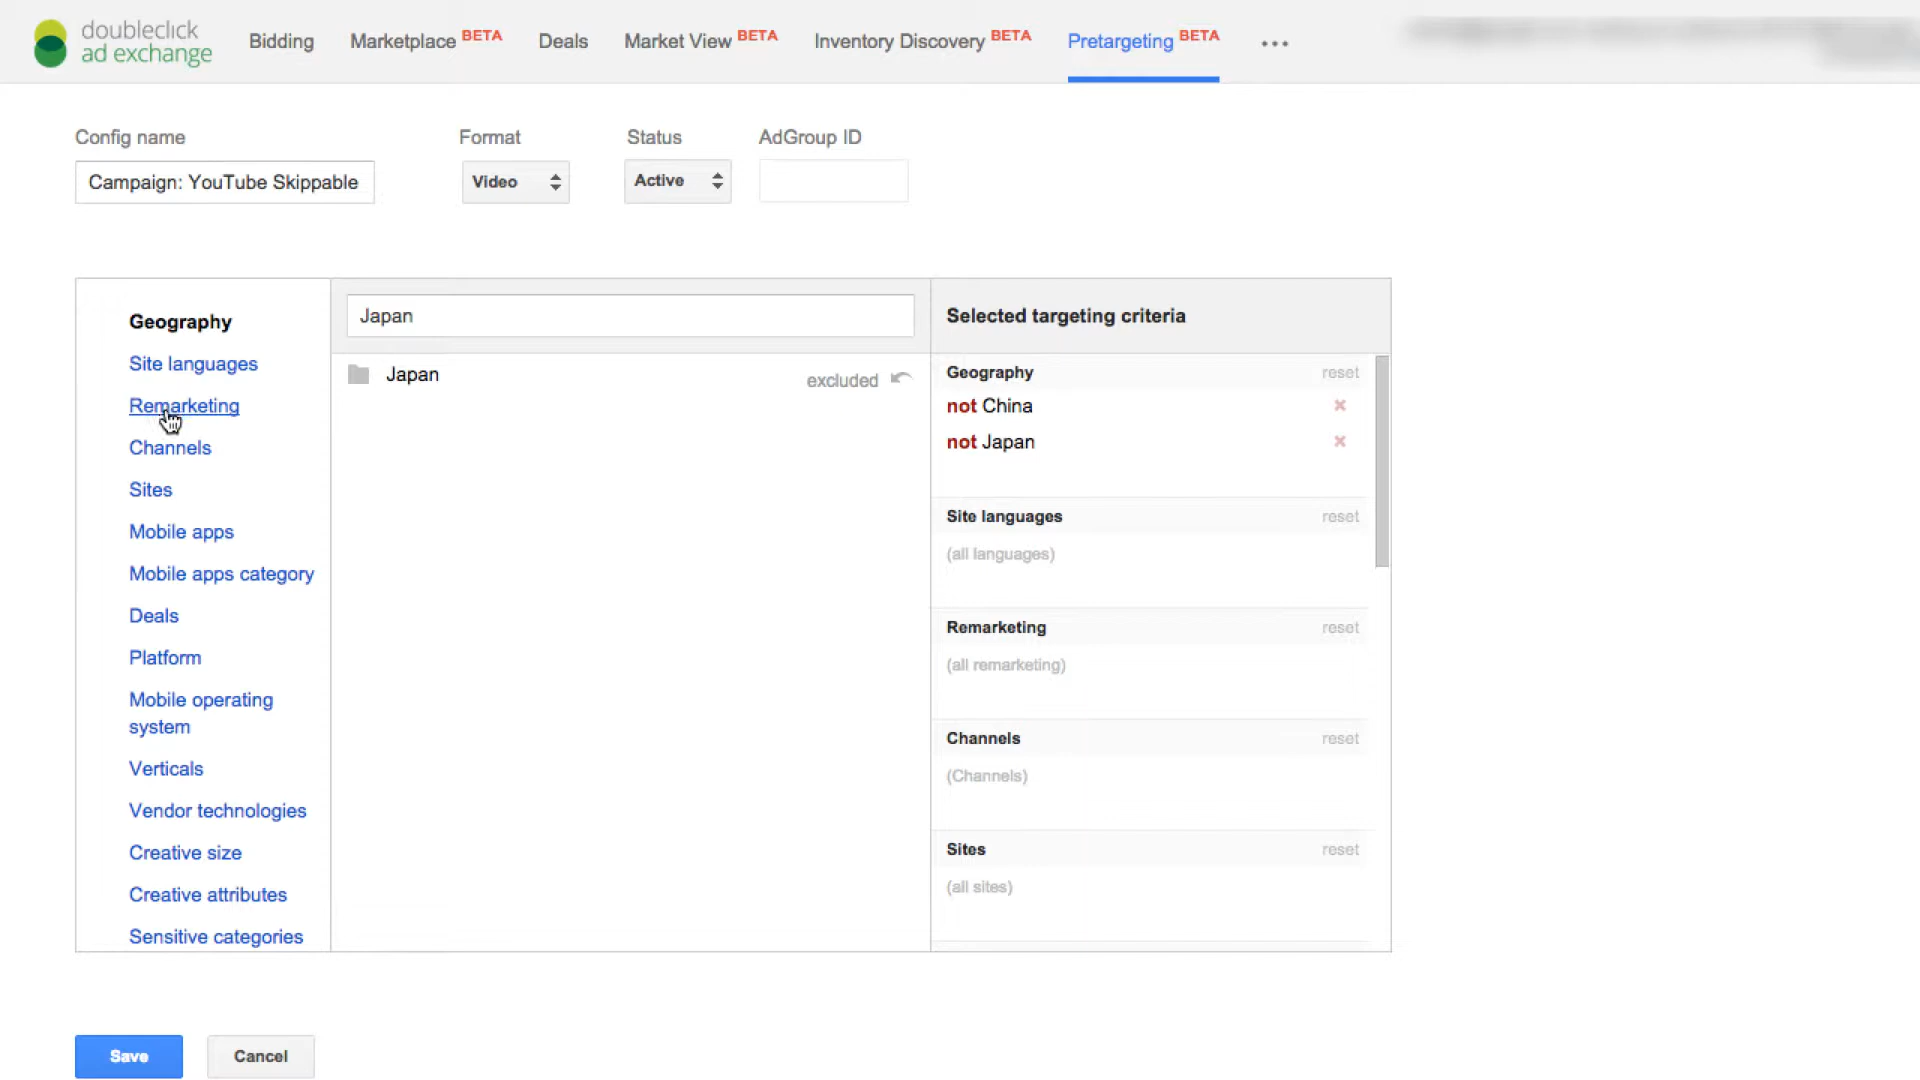 doubleclick
ad exchange
Bidding
Marketplace BETA
Deals
Market View BETA
Inventory Discovery BETA
Pretargeting BETA
Config name
Format
Status
AdGroup ID
Campaign: YouTube Skippable
Video
Active
Geography
Site languages
Remarketing
Channels
Sites
Mobile apps
Mobile apps category
Deals
Platform
Mobile operating
system
Verticals
Vendor technologies
Creative size
Creative attributes
Sensitive categories
Japan
Japan
excluded
Selected targeting criteria
Geography reset
not China
not Japan
Site languages reset
(all languages)
Remarketing reset
(all remarketing)
Channels reset
(Channels)
Sites reset
(all sites)
Save
Cancel